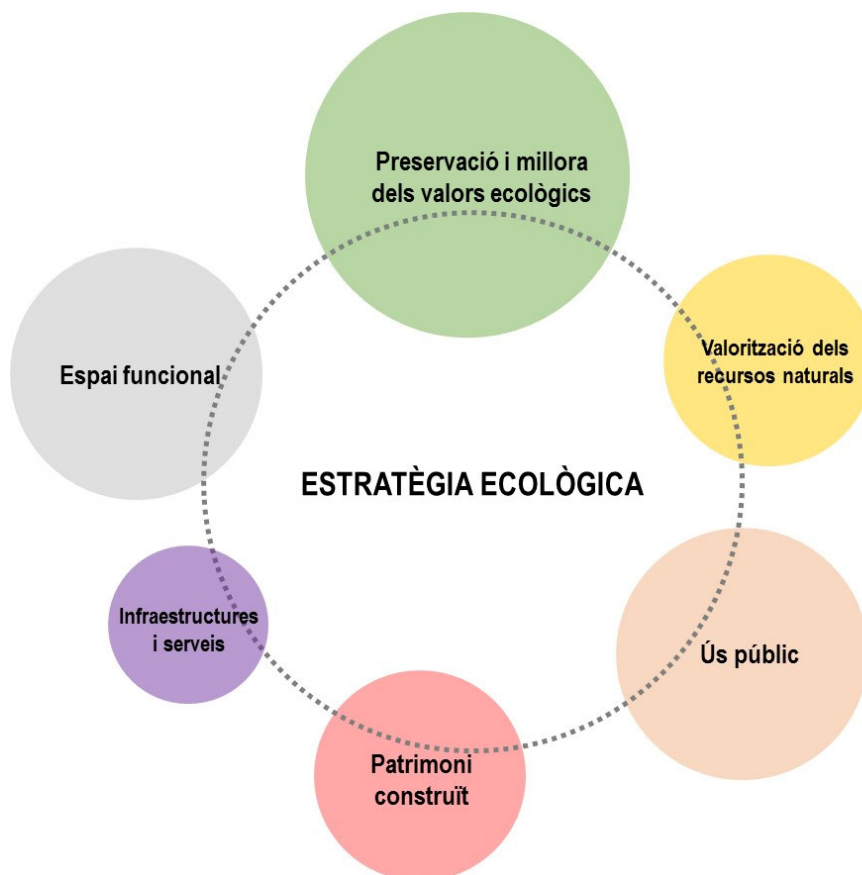 Preservació i millora
dels valors ecològics
Valorització dels
recursos naturals
Espai funcional
ESTRATÈGIA ECOLÒGICA
Infraestructures
i serveis
Ús públic
Patrimoni
construït